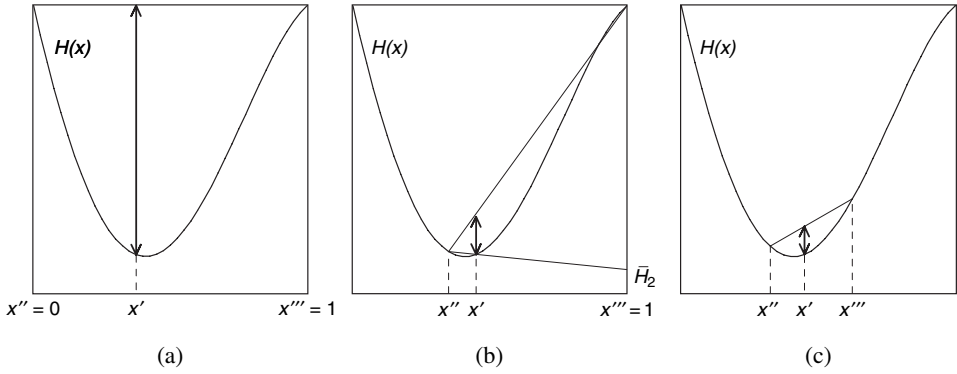 H(x) H(x) H(x)
H̅₂
x″ = 0 x′ x‴ = 1 x″ x′ x‴ = 1 x″ x′ x‴
(a) (b) (c)